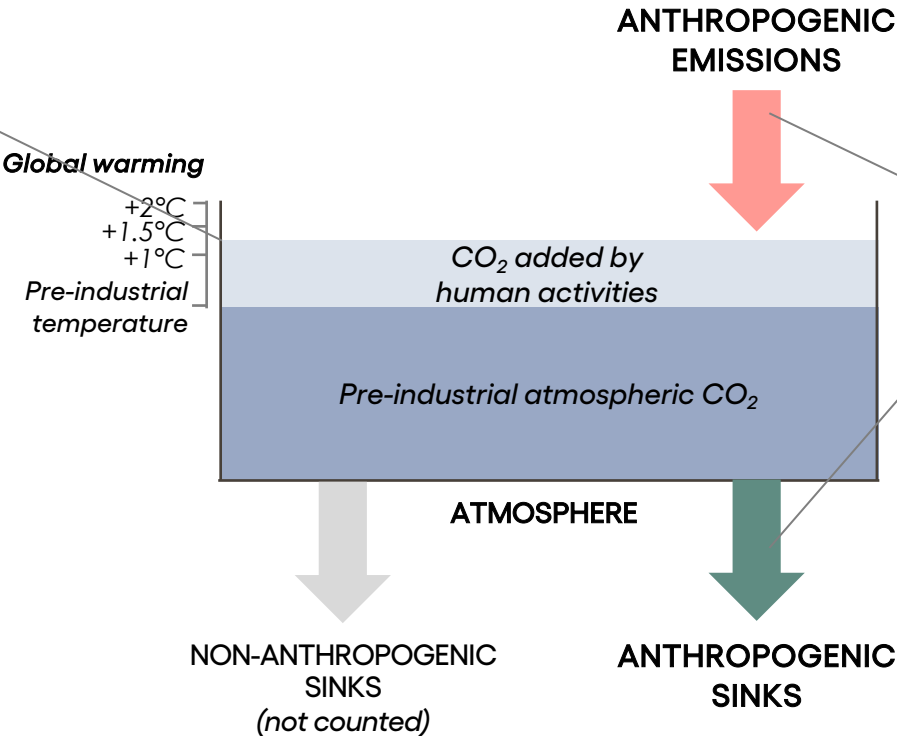 ANTHROPOGENIC
EMISSIONS
Global warming
+2°C
+1.5°C
+1°C
Pre-industrial
temperature
CO₂ added by
human activities
Pre-industrial atmospheric CO₂
ATMOSPHERE
NON-ANTHROPOGENIC
SINKS
(not counted)
ANTHROPOGENIC
SINKS